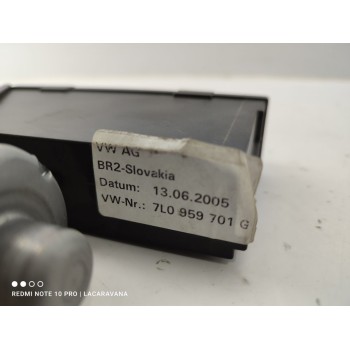 VW AG
BR2-Slovakia
Datum: 13.06.2005
VW-Nr.: 7L0 959 701 G
REDMI NOTE 10 PRO | LACARAVANA